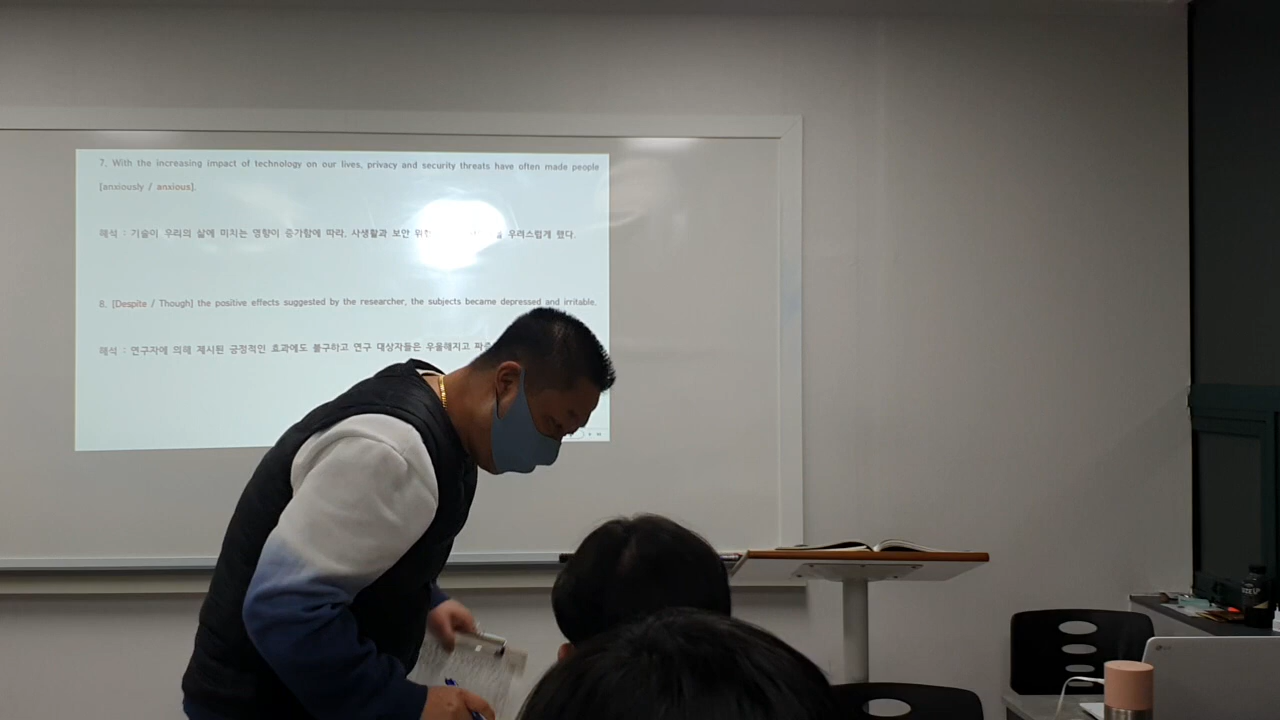 7. With the increasing impact of technology on our lives, privacy and security threats have often made people
[anxiously / anxious].
해석 : 기술이 우리의 삶에 미치는 영향이 증가함에 따라, 사생활과 보안 우려스럽게 했다.
8. [Despite / Though] the positive effects suggested by the researcher, the subjects became depressed and irritable.
해석 : 연구자에 의해 제시된 긍정적인 효과에도 불구하고 연구 대상자들은 우울해지고